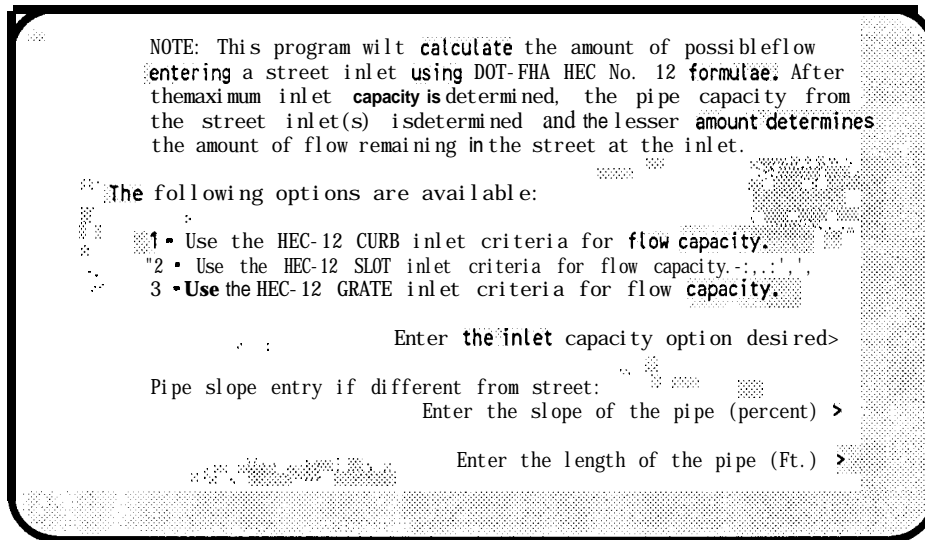 NOTE: This program wilt calculate the amount of possibleflow
entering a street inlet using DOT-FHA HEC No. 12 formulae. After
themaximum inlet capacity is determined, the pipe capacity from
the street inlet(s) isdetermined and the lesser amount determines
the amount of flow remaining in the street at the inlet.
The following options are available:
1 - Use the HEC-12 CURB inlet criteria for flow capacity.
"2 - Use the HEC-12 SLOT inlet criteria for flow capacity.-:,.:',',
3 - Use the HEC-12 GRATE inlet criteria for flow capacity.
Enter the inlet capacity option desired>
Pipe slope entry if different from street:
Enter the slope of the pipe (percent) >
Enter the length of the pipe (Ft.) >